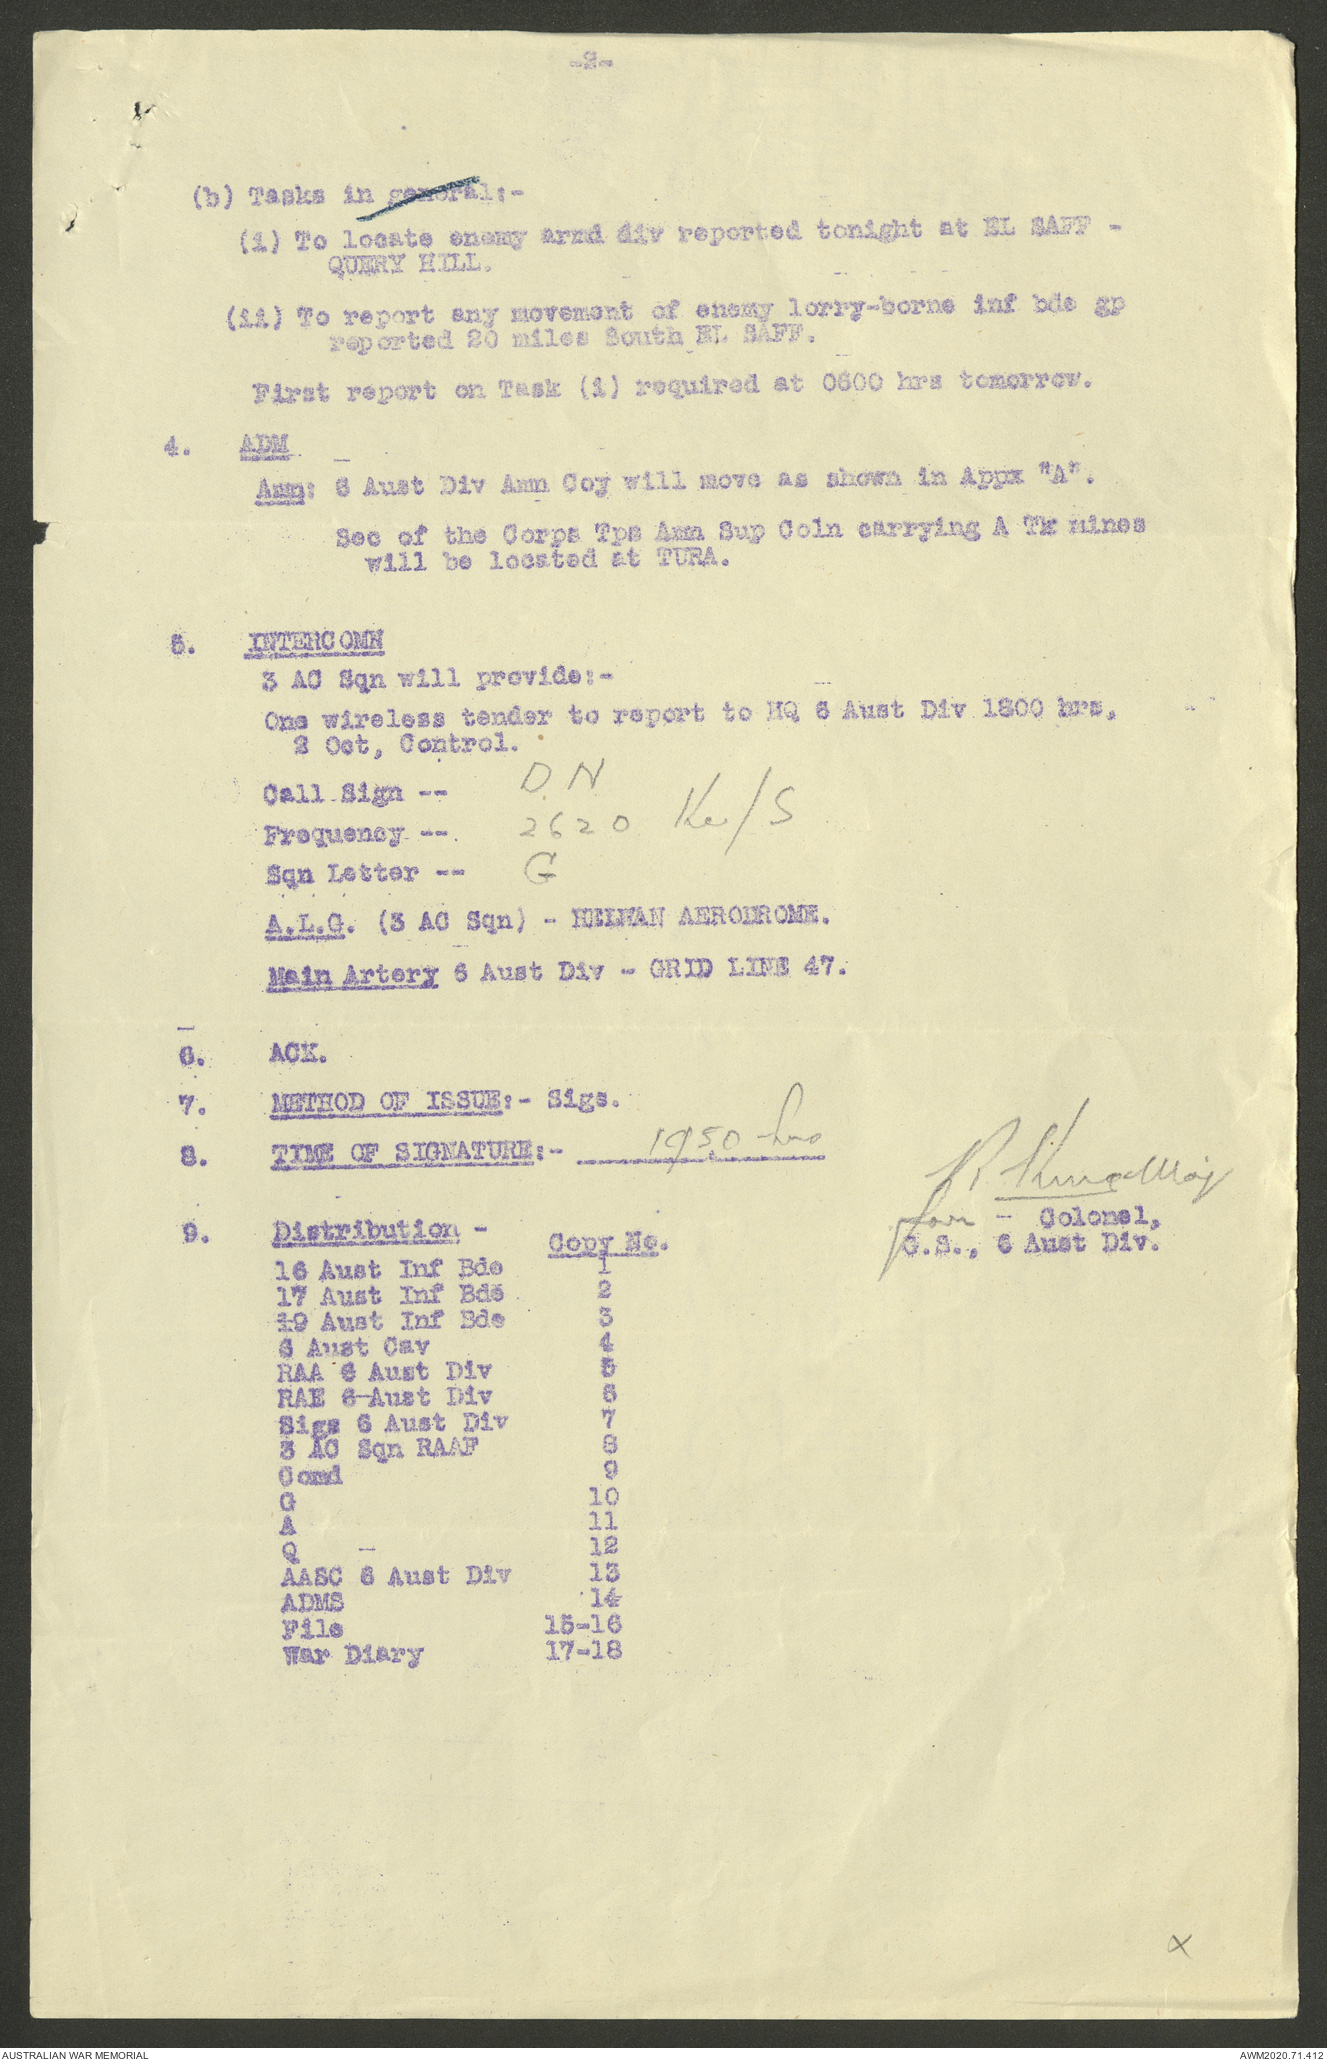 -2-
(b) Tasks in general:-
(i) To locate enemy armd div reported tonight at EL SAFF -
QUERY HILL.
(ii) To report any movement of enemy lorry-borne inf bde gp
reported 20 miles South EL SAFF.
First report on Task (i) required at 0600 hrs tomorrow.
4. ADM
Amn: 6 Aust Div Amn Coy will move as shown in Appx "A".
Sec of the Corps Tps Amn Sup Coln carrying A Tk mines
will be located at TURA.
5. INTERCOMN
3 AC Sqn will provide:-
One wireless tender to report to HQ 6 Aust Div 1800 hrs,
2 Oct, Control.
Call Sign -- DN
Frequency -- 2620 Kc/S
Sqn Letter -- G
A.L.G. (3 AC Sqn) - HELWAN AERODROME.
Main Artery 6 Aust Div - GRID LINE 47.
6. ACK.
7. METHOD OF ISSUE:- Sigs.
8. TIME OF SIGNATURE:- 1950 hrs
Maj
for - Colonel,
G.S., 6 Aust Div.
9. Distribution - Copy No.
16 Aust Inf Bde 1
17 Aust Inf Bde 2
19 Aust Inf Bde 3
6 Aust Cav 4
RAA 6 Aust Div 5
RAE 6 Aust Div 6
Sigs 6 Aust Div 7
3 AC Sqn RAAF 8
Comd 9
G 10
A 11
Q 12
AASC 6 Aust Div 13
ADMS 14
File 15-16
War Diary 17-18
X
AUSTRALIAN WAR MEMORIAL
AWM2020.71.412